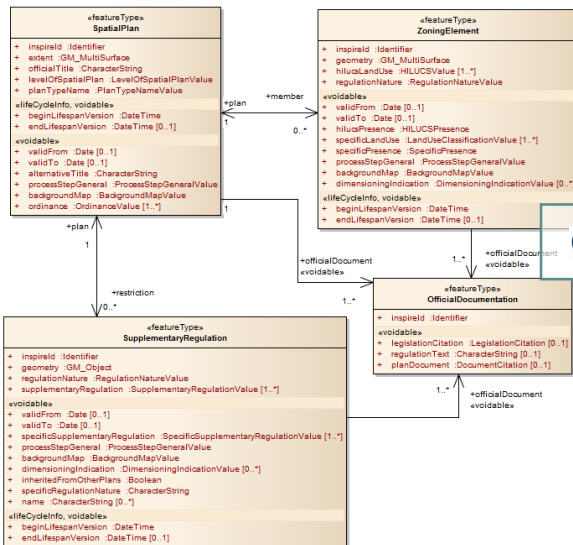 «featureType»
SpatialPlan
+ inspireId :Identifier
+ extent :GM_MultiSurface
+ officialTitle :CharacterString
+ levelOfSpatialPlan :LevelOfSpatialPlanValue
+ planTypeName :PlanTypeNameValue
«lifeCycleInfo, voidable»
+ beginLifespanVersion :DateTime
+ endLifespanVersion :DateTime [0..1]
«voidable»
+ validFrom :Date [0..1]
+ validTo :Date [0..1]
+ alternativeTitle :CharacterString
+ processStepGeneral :ProcessStepGeneralValue
+ backgroundMap :BackgroundMapValue
+ ordinance :OrdinanceValue [1..*]
«featureType»
ZoningElement
+ inspireId :Identifier
+ geometry :GM_MultiSurface
+ hilucsLandUse :HILUCSValue [1..*]
+ regulationNature :RegulationNatureValue
«voidable»
+ validFrom :Date [0..1]
+ validTo :Date [0..1]
+ hilucsPresence :HILUCSPresence
+ specificLandUse :LandUseClassificationValue [1..*]
+ specificPresence :SpecificPresence
+ processStepGeneral :ProcessStepGeneralValue
+ backgroundMap :BackgroundMapValue
+ dimensioningIndication :DimensioningIndicationValue [0..*
«lifeCycleInfo, voidable»
+ beginLifespanVersion :DateTime
+ endLifespanVersion :DateTime [0..1]
+plan
1
+member
0..*
+plan
1
+restriction
0..*
1
+officialDocument
«voidable»
1..*
+officialDocument
«voidable»
1..*
«featureType»
OfficialDocumentation
+ inspireId :Identifier
«voidable»
+ legislationCitation :LegislationCitation [0..1]
+ regulationText :CharacterString [0..1]
+ planDocument :DocumentCitation [0..1]
1..*
+officialDocument
«voidable»
«featureType»
SupplementaryRegulation
+ inspireId :Identifier
+ geometry :GM_Object
+ regulationNature :RegulationNatureValue
+ supplementaryRegulation :SupplementaryRegulationValue [1..*]
«voidable»
+ validFrom :Date [0..1]
+ validTo :Date [0..1]
+ specificSupplementaryRegulation :SpecificSupplementaryRegulationValue [1..*]
+ processStepGeneral :ProcessStepGeneralValue
+ backgroundMap :BackgroundMapValue
+ dimensioningIndication :DimensioningIndicationValue [0..*]
+ inheritedFromOtherPlans :Boolean
+ specificRegulationNature :CharacterString
+ name :CharacterString [0..*]
«lifeCycleInfo, voidable»
+ beginLifespanVersion :DateTime
+ endLifespanVersion :DateTime [0..1]